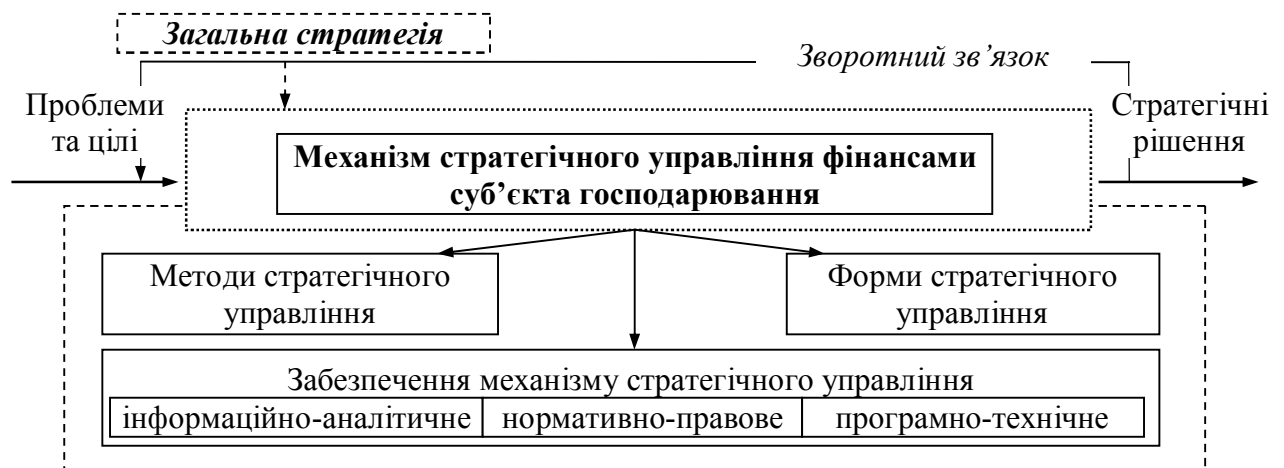 Загальна стратегія
Зворотний зв’язок
Проблеми
та цілі
Стратегічні
рішення
Механізм стратегічного управління фінансами
суб’єкта господарювання
Методи стратегічного
управління
Форми стратегічного
управління
Забезпечення механізму стратегічного управління
інформаційно-аналітичне
нормативно-правове
програмно-технічне